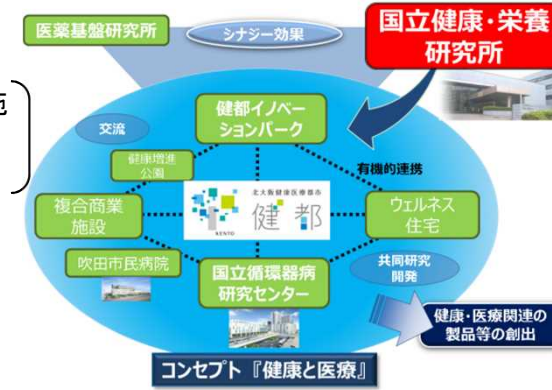 医薬基盤研究所
シナジー効果
国立健康・栄養
研究所
施
健都イノベー
ションパーク
交流
健康増進
公園
有機的連携
複合商業
施設
北大阪健康医療都市
健都
KENTO
ウェルネス
住宅
吹田市民病院
国立循環器病
研究センター
共同研究
開発
健康・医療関連の
製品等の創出
コンセプト『健康と医療』